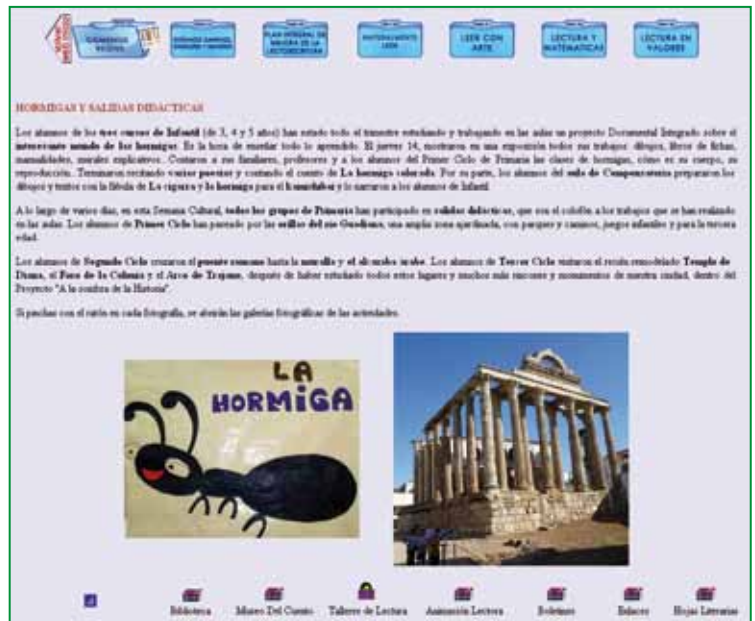 PLAN INTEGRAL DE
MEJORA DE LA
LECTOESCRITURA
LEER CON
ARTE
LECTURA Y
MATEMATICAS
LECTURA EN
VALORES
HORMIGAS Y SALIDAS DIDÁCTICAS
Los alumnos de los tres cursos de Infantil (de 3, 4 y 5 años) han estado todo el trimestre estudiando y trabajando en las aulas un proyecto Documental Integrado sobre el
interesante mundo de las hormigas. Es la hora de enseñar todo lo aprendido. El jueves 14, mostraron en una exposición todos sus trabajos: dibujos, libros de fichas,
manualidades, murales explicativos. Contaron a sus familiares, profesores y a los alumnos del Primer Ciclo de Primaria las clases de hormigas, cómo es su cuerpo, su
reproducción. Terminaron recitando varias poesías y contando el cuento de La hormiga colorada. Por su parte, los alumnos del aula de Compensatoria prepararon los
dibujos y textos con la fábula de La cigarra y la hormiga para el kamishibai y lo narraron a los alumnos de Infantil.
A lo largo de varios días, en esta Semana Cultural, todos los grupos de Primaria han participado en salidas didácticas, que son el colofón a los trabajos que se han realizado
en las aulas. Los alumnos de Primer Ciclo han paseado por las orillas del río Guadiana, una amplia zona ajardinada, con parques y caminos, juegos infantiles y para la tercera
edad.
Los alumnos de Segundo Ciclo cruzaron el puente romano hasta la muralla y el alcazaba árabe. Los alumnos de Tercer Ciclo visitaron el recién remodelado Templo de
Diana, el Foro de la Colonia y el Arco de Trajano, después de haber estudiado todos estos lugares y muchos más rincones y monumentos de nuestra ciudad, dentro del
Proyecto "A la sombra de la Historia".
Si pinchas con el ratón en cada fotografía, se abrirán las galerías fotográficas de las actividades.
LA
HORMiGA
Biblioteca Museo Del Cuento Talleres de Lectura Animación Lectora Boletines Enlaces Hojas Literarias